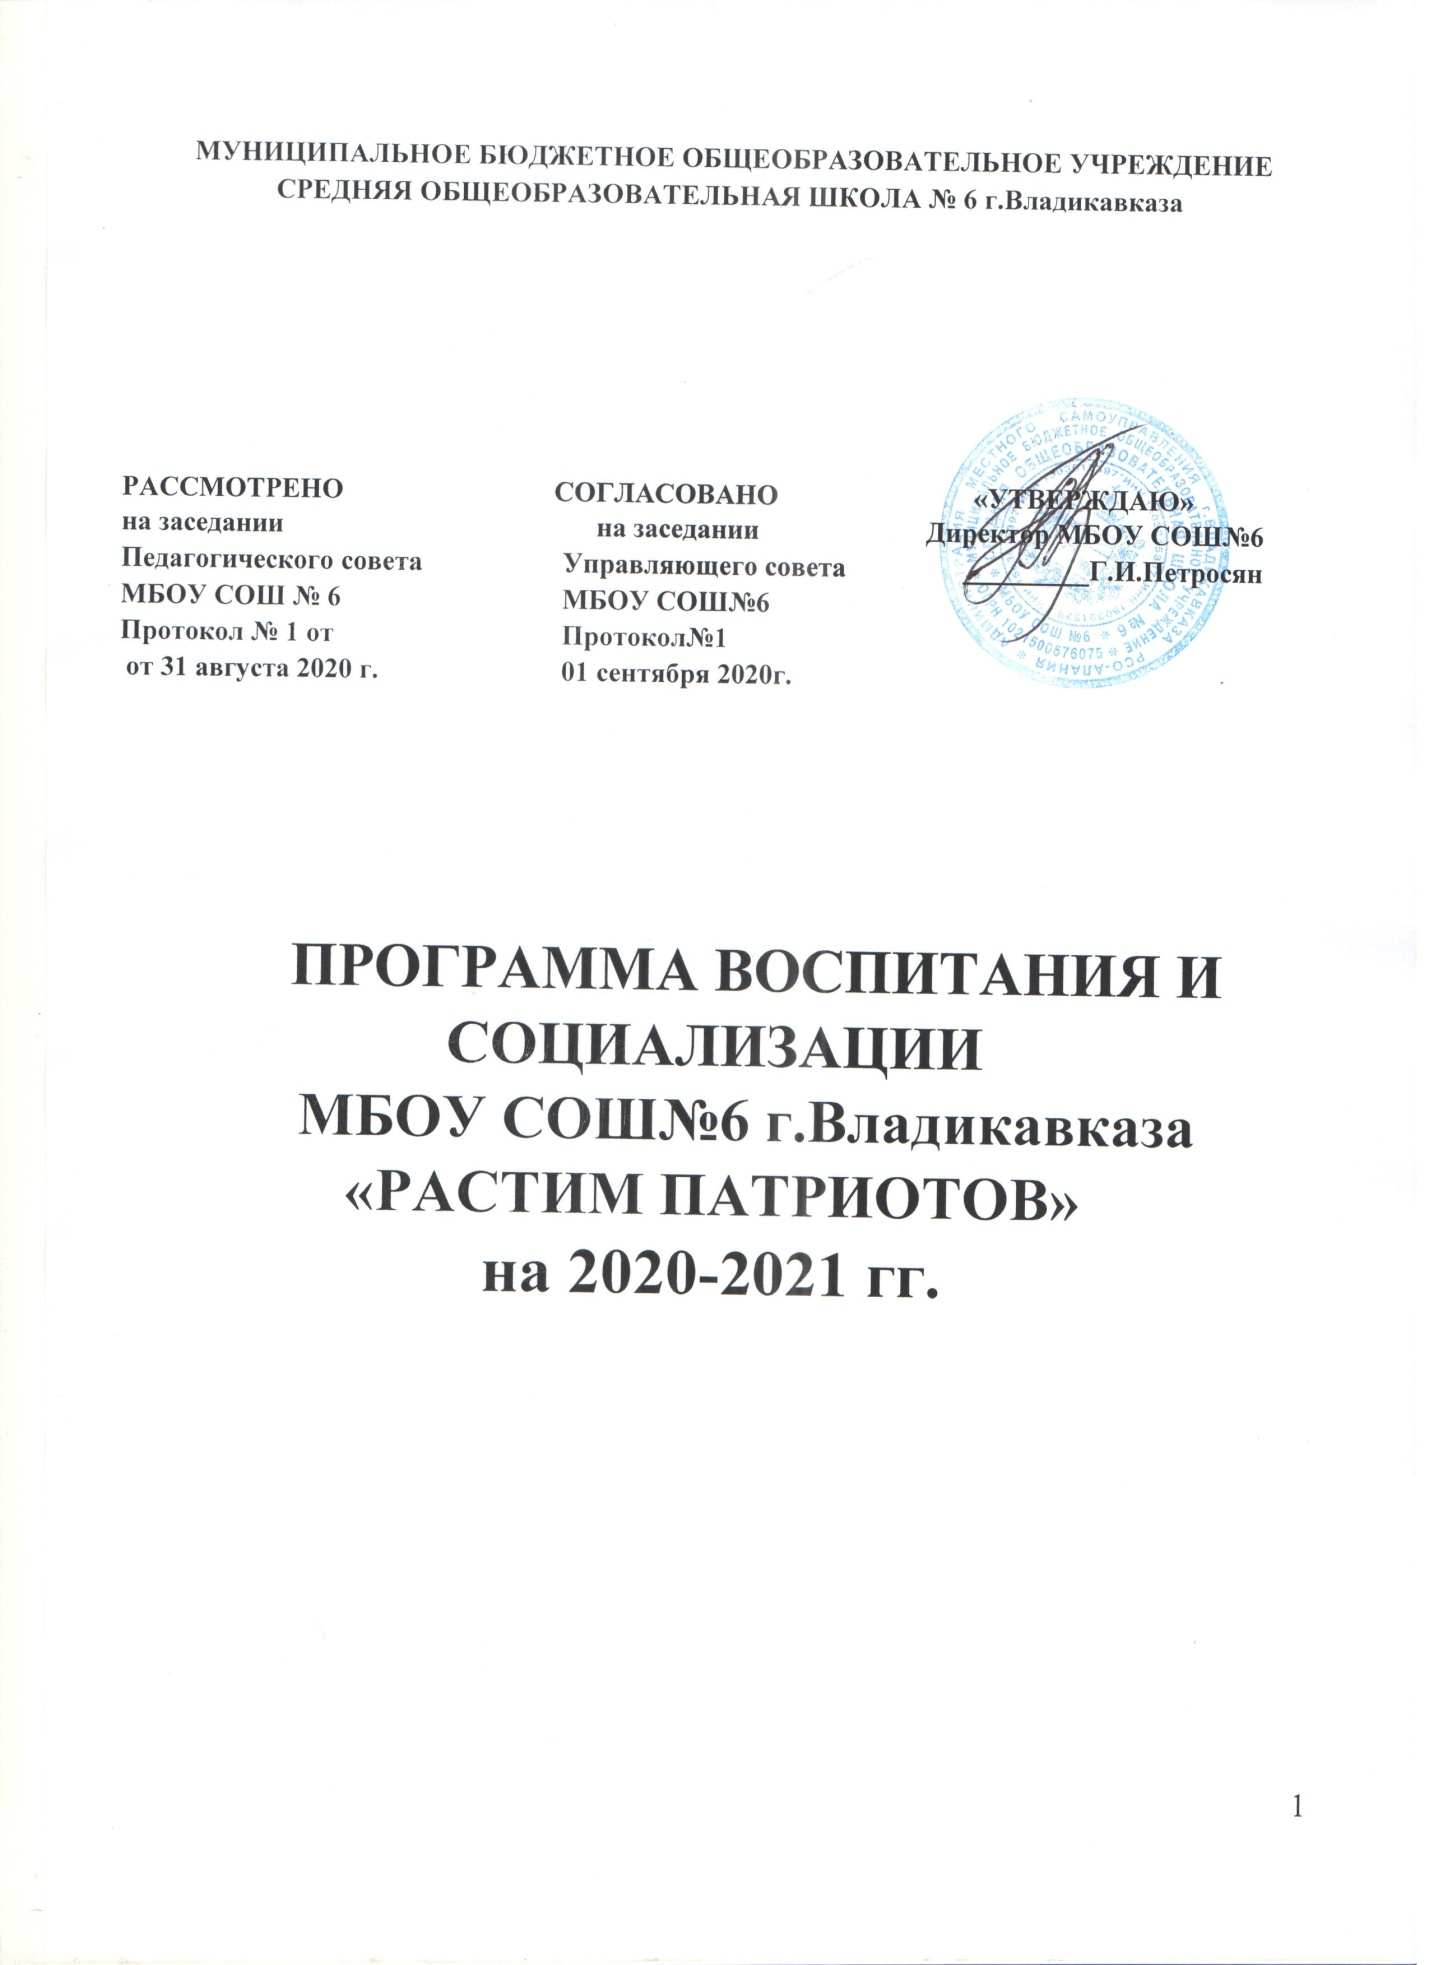 МУНИЦИПАЛЬНОЕ БЮДЖЕТНОЕ ОБЩЕОБРАЗОВАТЕЛЬНОЕ УЧРЕЖДЕНИЕ
СРЕДНЯЯ ОБЩЕОБРАЗОВАТЕЛЬНАЯ ШКОЛА № 6 г.Владикавказа
РАССМОТРЕНО
на заседании
Педагогического совета
МБОУ СОШ № 6
Протокол № 1 от
от 31 августа 2020 г.
СОГЛАСОВАНО
на заседании
Управляющего совета
МБОУ СОШ№6
Протокол№1
01 сентября 2020г.
«УТВЕРЖДАЮ»
Директор МБОУ СОШ№6
_________Г.И.Петросян
ПРОГРАММА ВОСПИТАНИЯ И
СОЦИАЛИЗАЦИИ
МБОУ СОШ№6 г.Владикавказа
«РАСТИМ ПАТРИОТОВ»
на 2020-2021 гг.
1